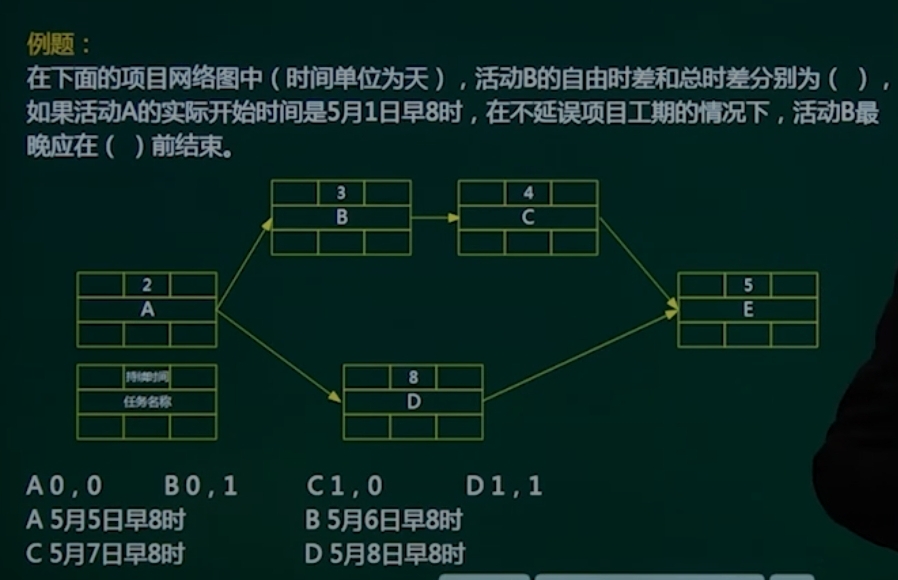 例题：
在下面的项目网络图中（时间单位为天），活动B的自由时差和总时差分别为（ ），
如果活动A的实际开始时间是5月1日早8时，在不延误项目工期的情况下，活动B最
晚应在（ ）前结束。
3
B
4
C
2
A
5
E
持续时间
任务名称
8
D
A 0，0 B 0，1 C 1，0 D 1，1
A 5月5日早8时 B 5月6日早8时
C 5月7日早8时 D 5月8日早8时